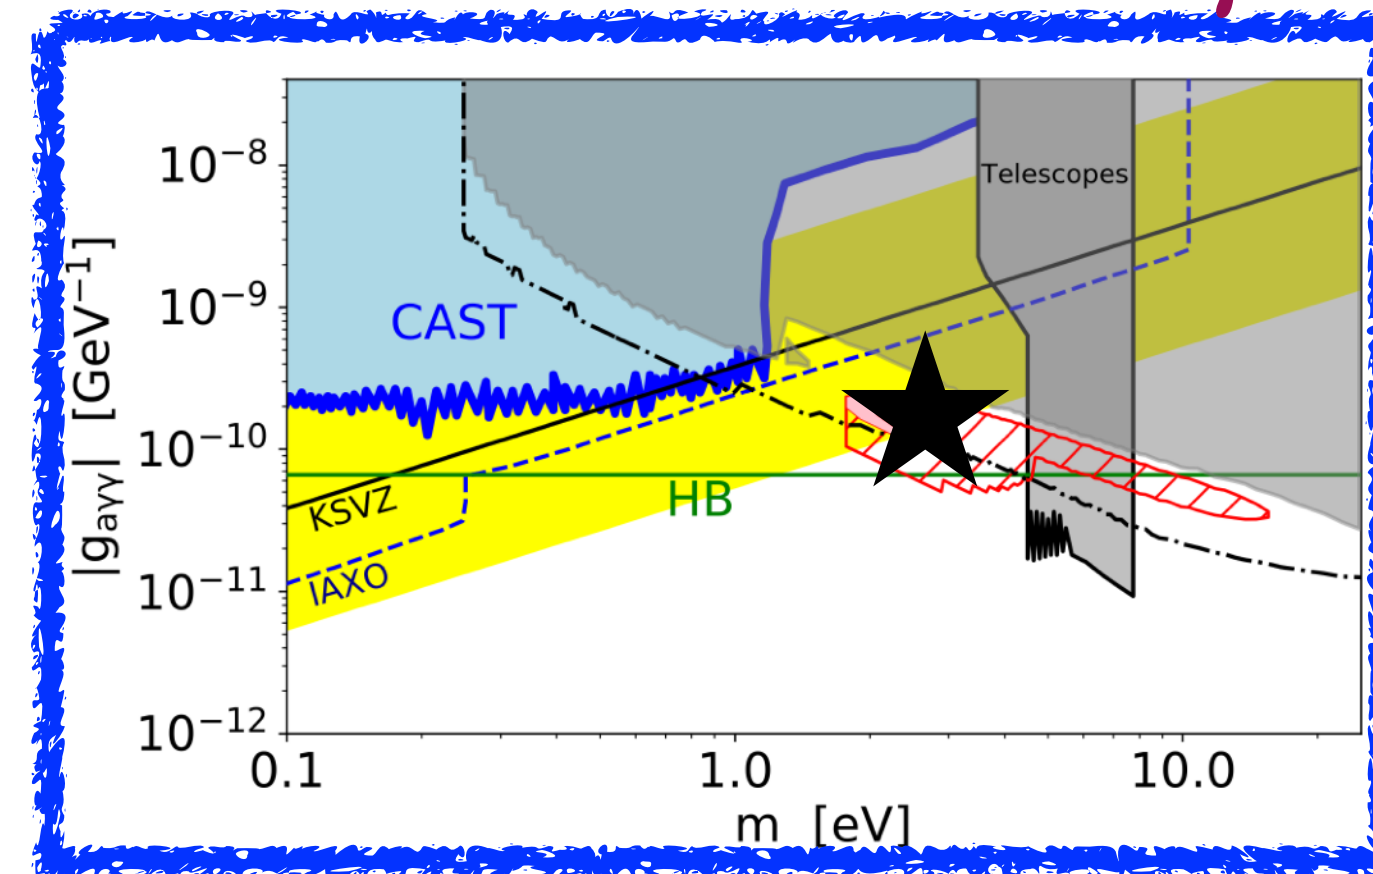 10⁻⁸
Telescopes
10⁻⁹
CAST
10⁻¹⁰
HB
KSVZ
IAXO
10⁻¹¹
10⁻¹²
|g_aγγ| [GeV⁻¹]
0.1 1.0 10.0
m [eV]